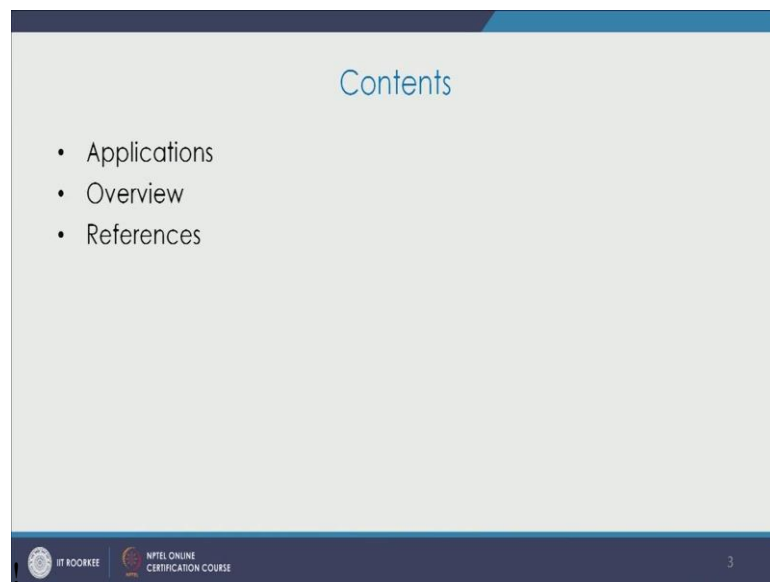 Contents
• Applications
• Overview
• References
IIT ROORKEE
NPTEL ONLINE
CERTIFICATION COURSE
3